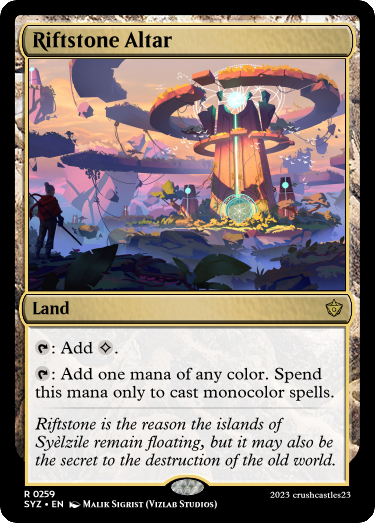 Riftstone Altar
Land
: Add .
: Add one mana of any color. Spend
this mana only to cast monocolor spells.
Riftstone is the reason the islands of
Syèlzile remain floating, but it may also be
the secret to the destruction of the old world.
R 0259
SYZ • EN Malik Sigrist (Vizlab Studios)
2023 crushcastles23